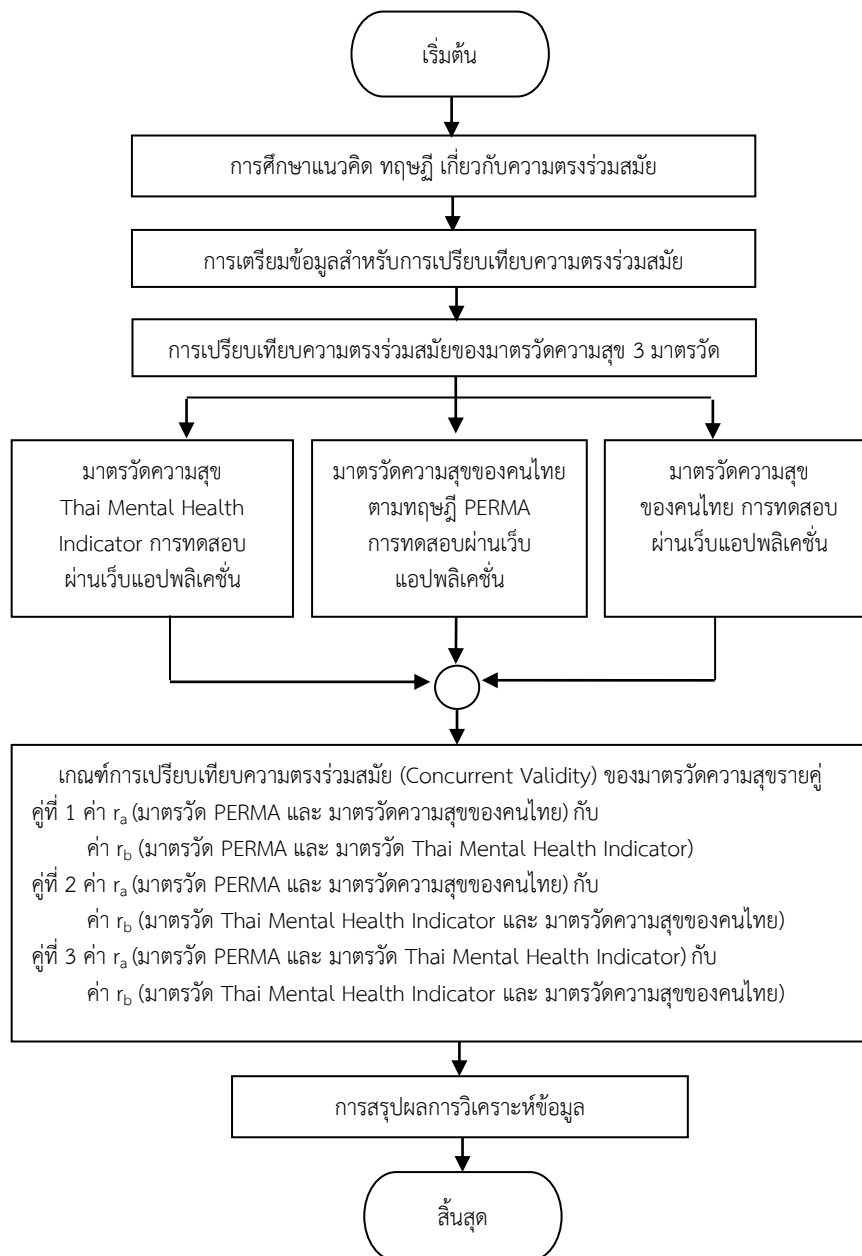 เริ่มต้น
การศึกษาแนวคิด ทฤษฏี เกี่ยวกับความตรงร่วมสมัย
การเตรียมข้อมูลสำหรับการเปรียบเทียบความตรงร่วมสมัย
การเปรียบเทียบความตรงร่วมสมัยของมาตรวัดความสุข 3 มาตรวัด
มาตรวัดความสุข
Thai Mental Health
Indicator การทดสอบ
ผ่านเว็บแอปพลิเคชั่น
มาตรวัดความสุขของคนไทย
ตามทฤษฎี PERMA
การทดสอบผ่านเว็บ
แอปพลิเคชั่น
มาตรวัดความสุข
ของคนไทย การทดสอบ
ผ่านเว็บแอปพลิเคชั่น
เกณฑ์การเปรียบเทียบความตรงร่วมสมัย (Concurrent Validity) ของมาตรวัดความสุขรายคู่
คู่ที่ 1 ค่า r_a (มาตรวัด PERMA และ มาตรวัดความสุขของคนไทย) กับ
ค่า r_b (มาตรวัด PERMA และ มาตรวัด Thai Mental Health Indicator)
คู่ที่ 2 ค่า r_a (มาตรวัด PERMA และ มาตรวัดความสุขของคนไทย) กับ
ค่า r_b (มาตรวัด Thai Mental Health Indicator และ มาตรวัดความสุขของคนไทย)
คู่ที่ 3 ค่า r_a (มาตรวัด PERMA และ มาตรวัด Thai Mental Health Indicator) กับ
ค่า r_b (มาตรวัด Thai Mental Health Indicator และ มาตรวัดความสุขของคนไทย)
การสรุปผลการวิเคราะห์ข้อมูล
สิ้นสุด